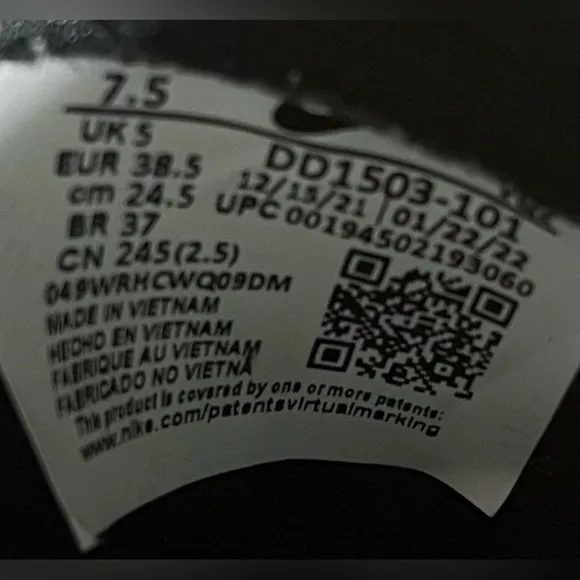 7.5
UK 5
EUR 38.5
cm 24.5
BR 37
CN 245(2.5)
DD1503-101
12/15/21 01/22/22
UPC 00194502193060
049WRHCWQ09DM
MADE IN VIETNAM
HECHO EN VIETNAM
FABRIQUE AU VIETNAM
FABRICADO NO VIETNA
This product is covered by one or more patents:
www.nike.com/patentsvirtualmarking